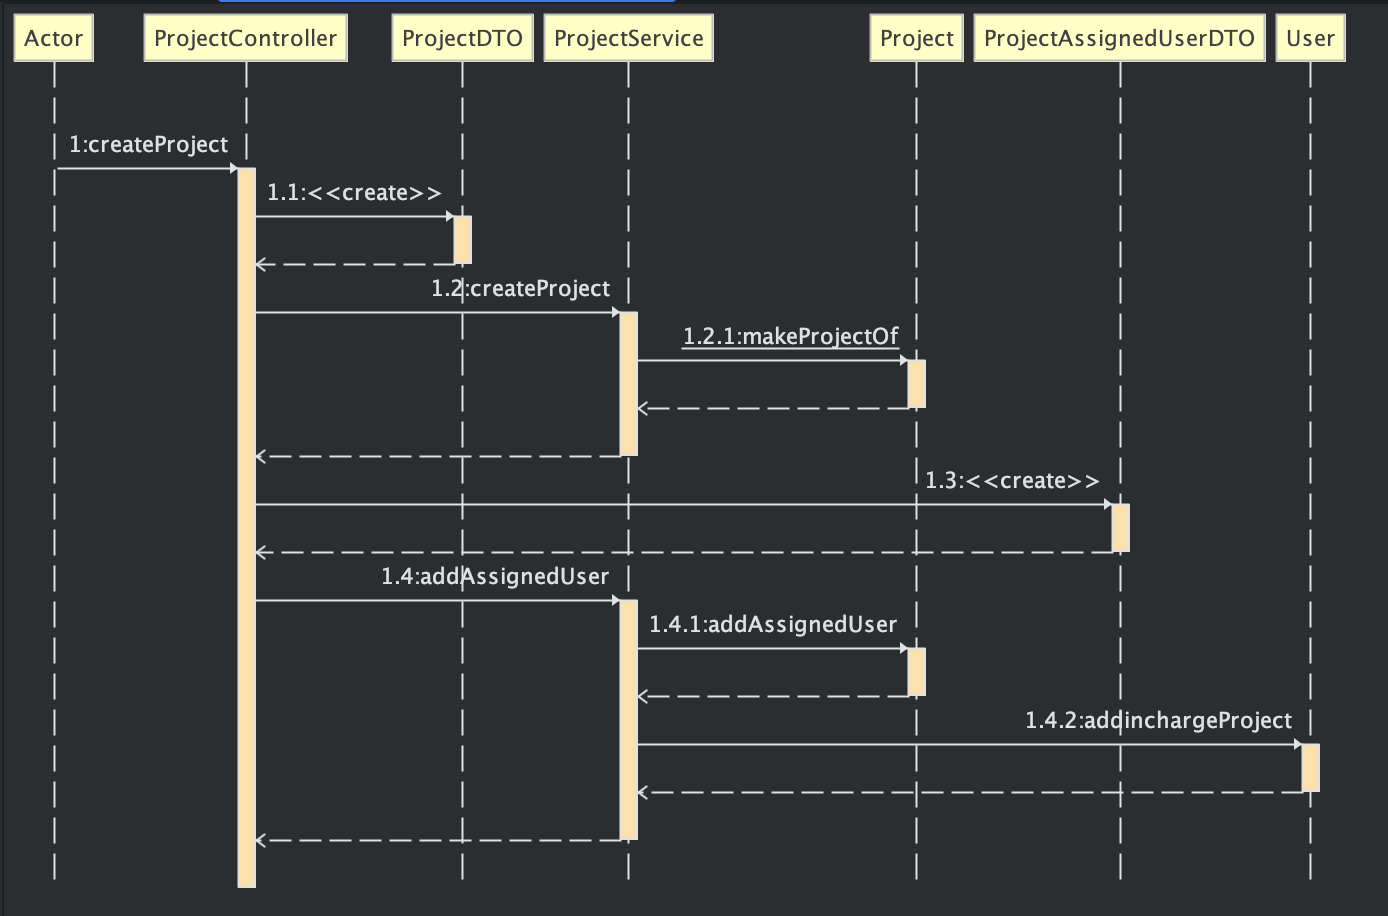 Actor
ProjectController
ProjectDTO
ProjectService
Project
ProjectAssignedUserDTO
User
1:createProject
1.1:<<create>>
1.2:createProject
1.2.1:makeProjectOf
1.3:<<create>>
1.4:addAssignedUser
1.4.1:addAssignedUser
1.4.2:addinchargeProject